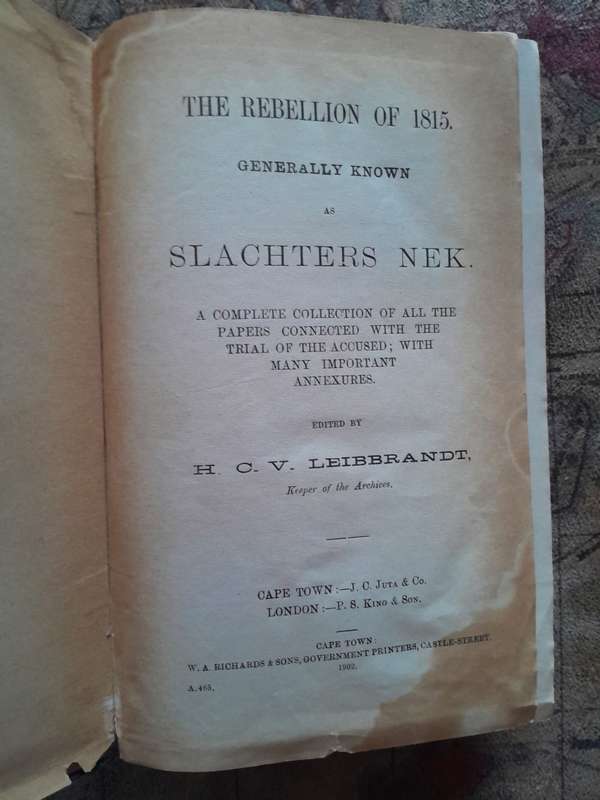 THE REBELLION OF 1815.
GENERALLY KNOWN
AS
SLACHTERS NEK.
A COMPLETE COLLECTION OF ALL THE
PAPERS CONNECTED WITH THE
TRIAL OF THE ACCUSED; WITH
MANY IMPORTANT
ANNEXURES.
EDITED BY
H. C. V. LEIBBRANDT,
Keeper of the Archives.
CAPE TOWN:—J. C. JUTA & CO.
LONDON:—P. S. KING & SON.
CAPE TOWN:
W. A. RICHARDS & SONS, GOVERNMENT PRINTERS, CASTLE-STREET.
1902.
A.465.